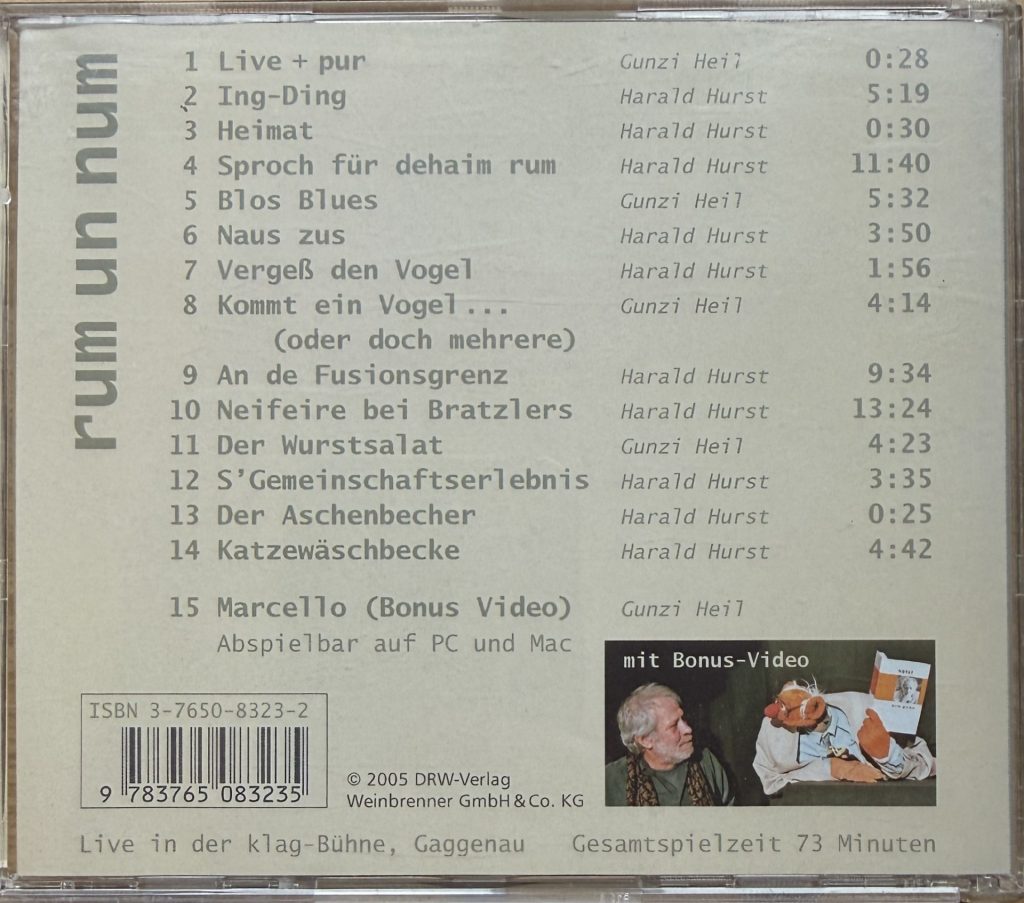 rum un num
1 Live + pur Gunzi Heil 0:28
2 Ing-Ding Harald Hurst 5:19
3 Heimat Harald Hurst 0:30
4 Sproch für dehaim rum Harald Hurst 11:40
5 Blos Blues Gunzi Heil 5:32
6 Naus zus Harald Hurst 3:50
7 Vergeß den Vogel Harald Hurst 1:56
8 Kommt ein Vogel ... Gunzi Heil 4:14
(oder doch mehrere)
9 An de Fusionsgrenz Harald Hurst 9:34
10 Neifeire bei Bratzlers Harald Hurst 13:24
11 Der Wurstsalat Gunzi Heil 4:23
12 S'Gemeinschaftserlebnis Harald Hurst 3:35
13 Der Aschenbecher Harald Hurst 0:25
14 Katzewäschbecke Harald Hurst 4:42
15 Marcello (Bonus Video) Gunzi Heil
Abspielbar auf PC und Mac
mit Bonus-Video
ISBN 3-7650-8323-2
9 783765 083235
© 2005 DRW-Verlag
Weinbrenner GmbH & Co. KG
Live in der klag-Bühne, Gaggenau Gesamtspielzeit 73 Minuten